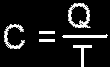 C = Q/T